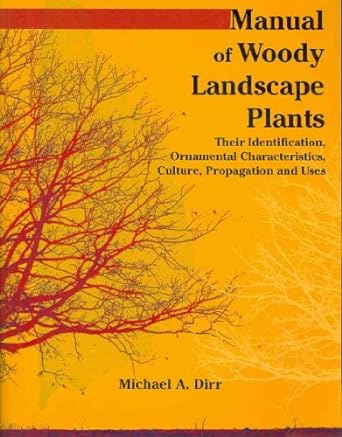 Manual
of Woody
Landscape
Plants
Their Identification,
Ornamental Characteristics,
Culture, Propagation and Uses
Michael A. Dirr